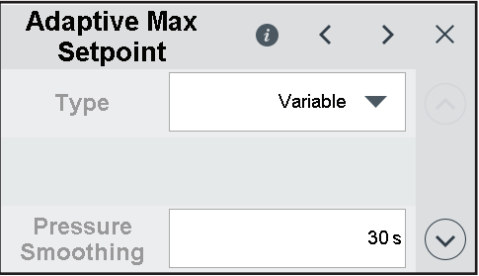 Adaptive Max
Setpoint
Type
Variable
Pressure
Smoothing
30 s